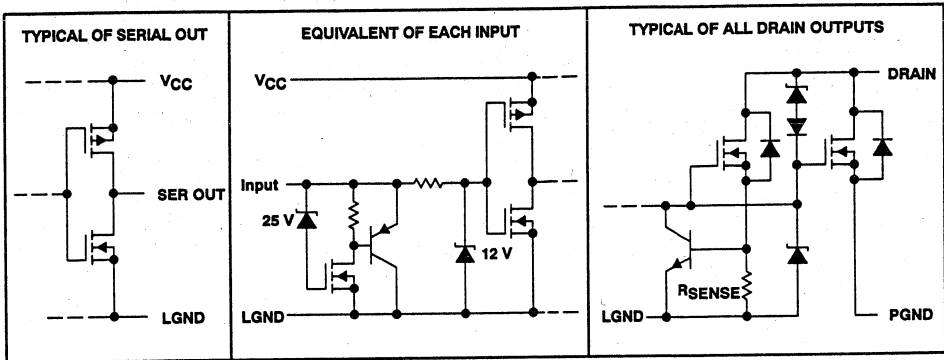 TYPICAL OF SERIAL OUT
VCC
SER OUT
LGND
EQUIVALENT OF EACH INPUT
VCC
Input
25 V
12 V
LGND
TYPICAL OF ALL DRAIN OUTPUTS
DRAIN
RSENSE
LGND
PGND